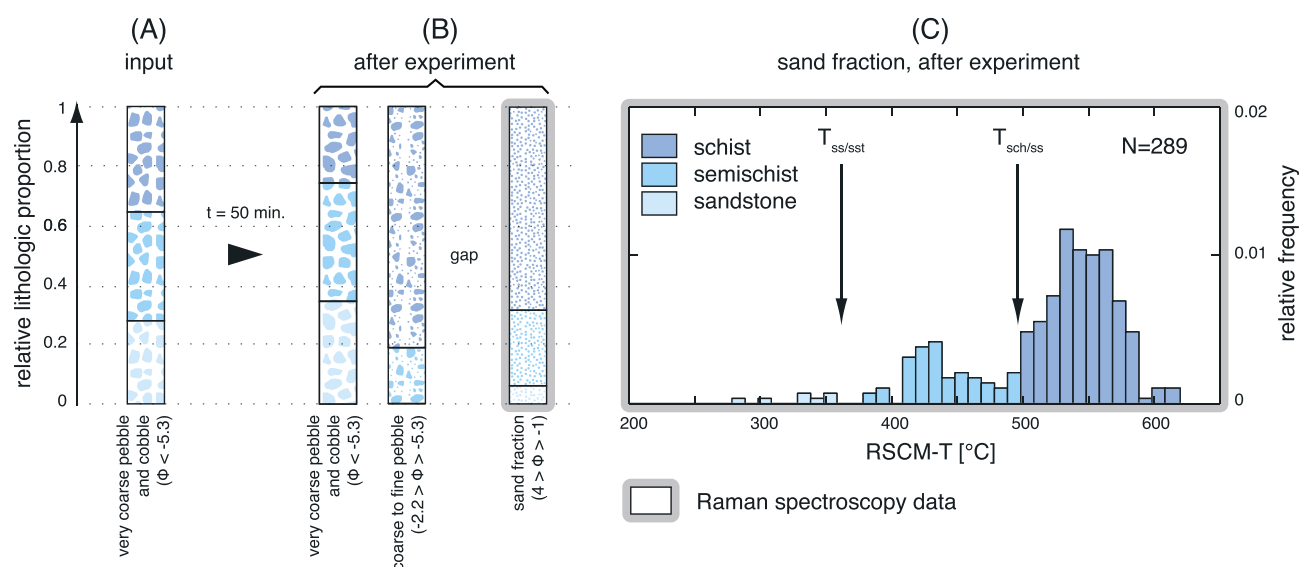 (A)
input
(B)
after experiment
(C)
sand fraction, after experiment
relative lithologic proportion
1
0.8
0.6
0.4
0.2
0
t = 50 min.
gap
very coarse pebble
and cobble
(Φ < -5.3)
very coarse pebble
and cobble
(Φ < -5.3)
coarse to fine pebble
(-2.2 > Φ > -5.3)
sand fraction
(4 > Φ > -1)
schist
semischist
sandstone
Tss/sst
Tsch/ss
N=289
0.02
0.01
0
relative frequency
200
300
400
500
600
RSCM-T [°C]
Raman spectroscopy data